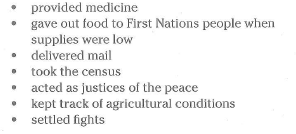 • provided medicine
• gave out food to First Nations people when
supplies were low
• delivered mail
• took the census
• acted as justices of the peace
• kept track of agricultural conditions
• settled fights